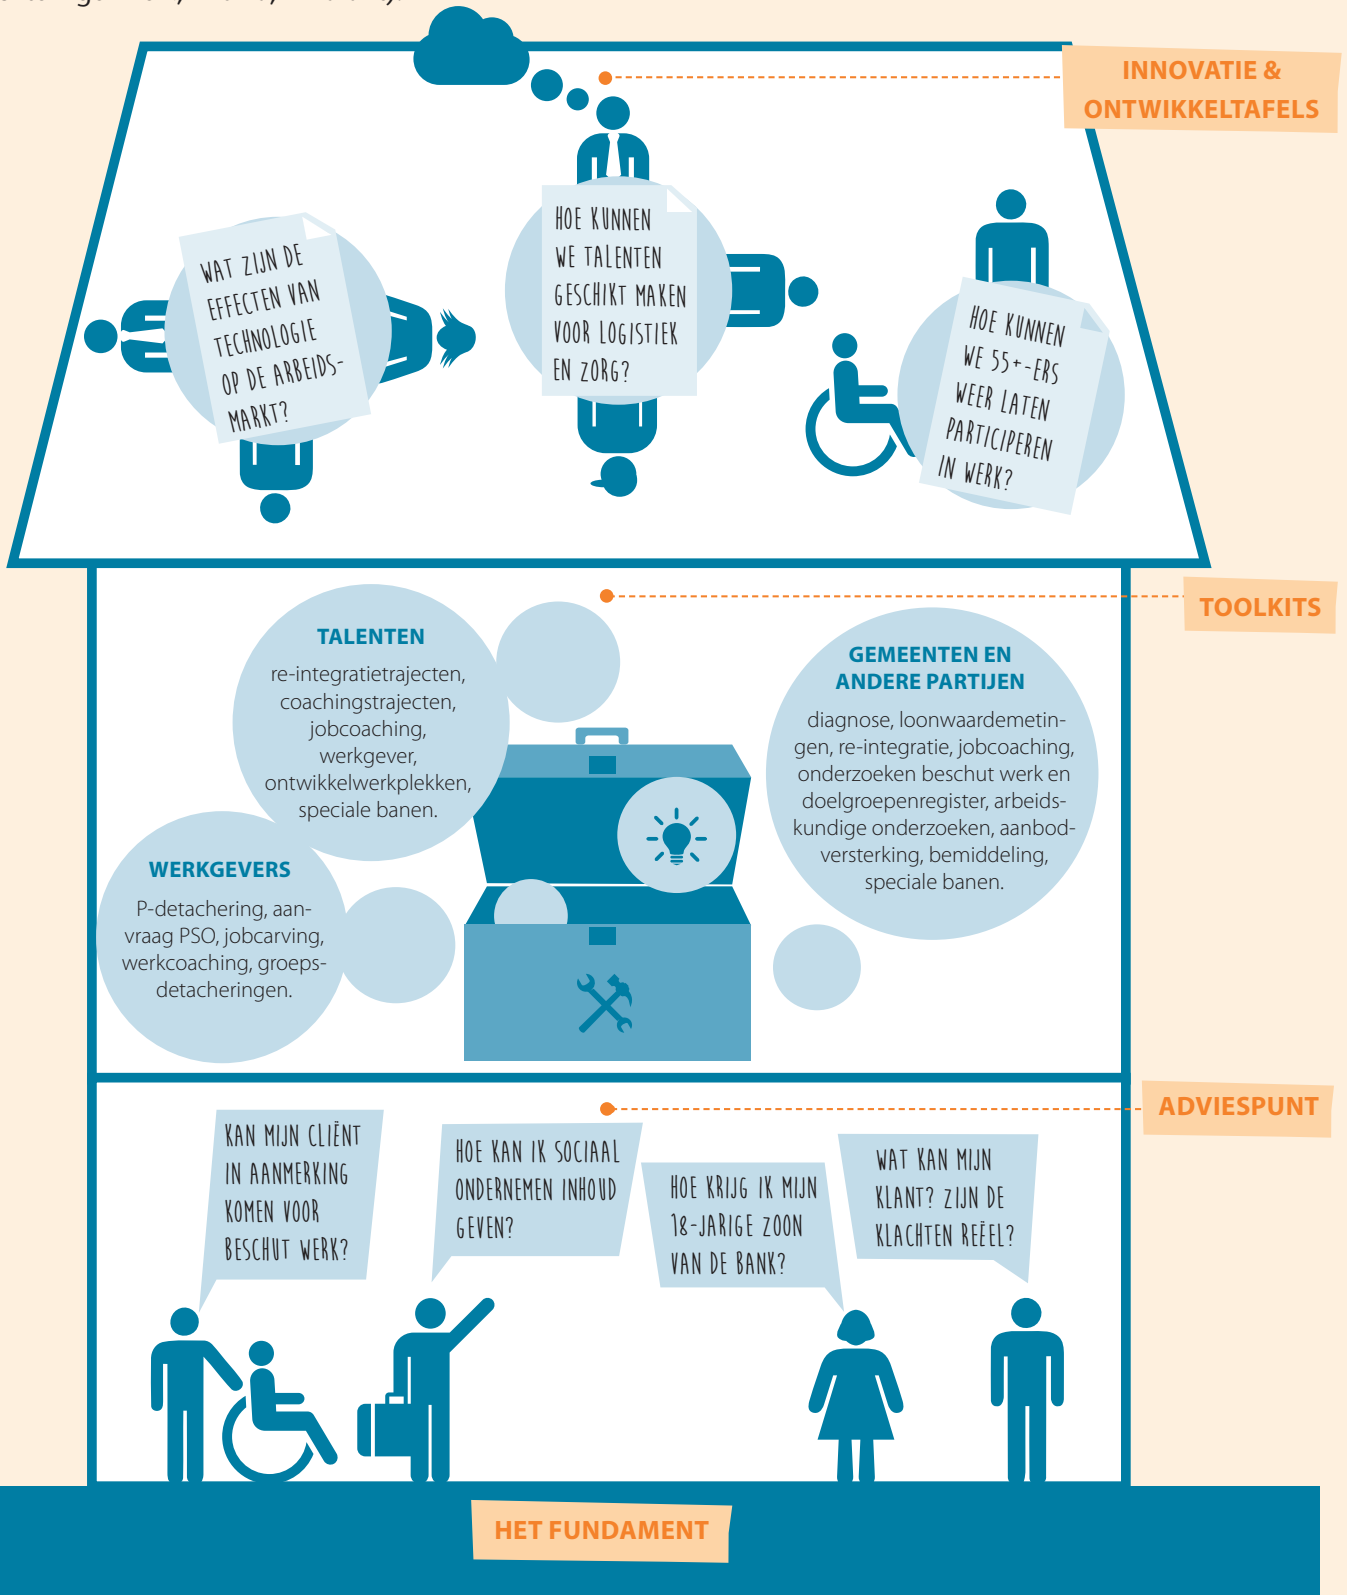 INNOVATIE &
ONTWIKKELTAFELS
WAT ZIJN DE
EFFECTEN VAN
TECHNOLOGIE
OP DE ARBEIDS-
MARKT?
HOE KUNNEN
WE TALENTEN
GESCHIKT MAKEN
VOOR LOGISTIEK
EN ZORG?
HOE KUNNEN
WE 55+-ERS
WEER LATEN
PARTICIPEREN
IN WERK?
TOOLKITS
TALENTEN
re-integratietrajecten,
coachingstrajecten,
jobcoaching,
werkgever,
ontwikkelwerkplekken,
speciale banen.
GEMEENTEN EN
ANDERE PARTIJEN
diagnose, loonwaardemetin-
gen, re-integratie, jobcoaching,
onderzoeken beschut werk en
doelgroepenregister, arbeids-
kundige onderzoeken, aanbod-
versterking, bemiddeling,
speciale banen.
WERKGEVERS
P-detachering, aan-
vraag PSO, jobcarving,
werkcoaching, groeps-
detacheringen.
ADVIESPUNT
KAN MIJN CLIËNT
IN AANMERKING
KOMEN VOOR
BESCHUT WERK?
HOE KAN IK SOCIAAL
ONDERNEMEN INHOUD
GEVEN?
HOE KRIJG IK MIJN
18-JARIGE ZOON
VAN DE BANK?
WAT KAN MIJN
KLANT? ZIJN DE
KLACHTEN REËEL?
HET FUNDAMENT